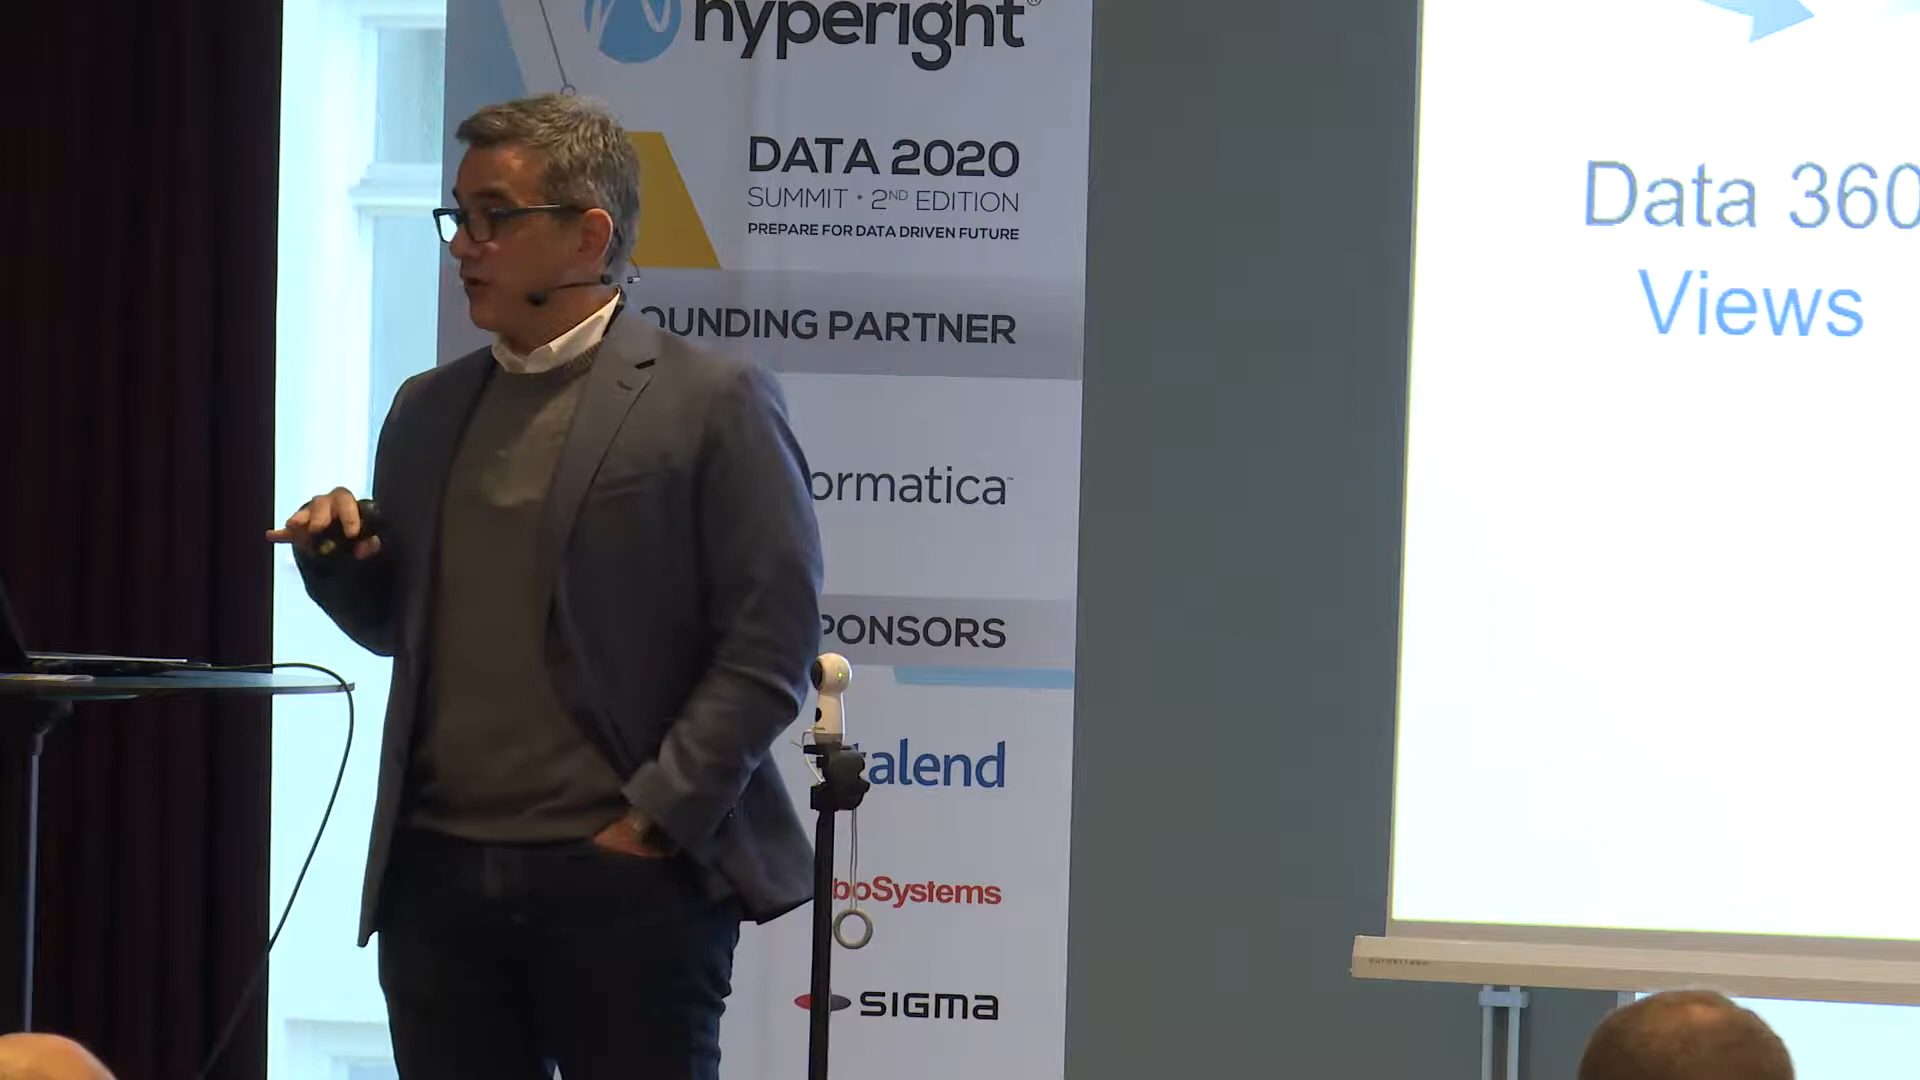 hyperight
DATA 2020
SUMMIT • 2ND EDITION
PREPARE FOR DATA DRIVEN FUTURE
OUNDING PARTNER
ormatica
PONSORS
talend
boSystems
SIGMA
Data 360
Views